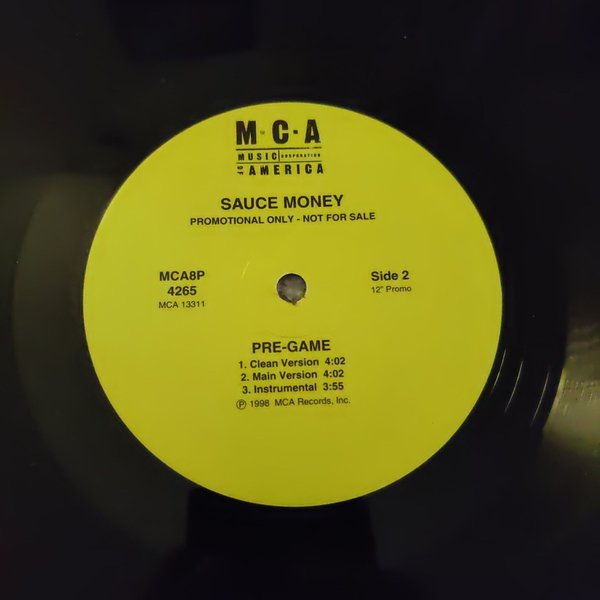 M•C•A
MUSIC CORPORATION
OF AMERICA
SAUCE MONEY
PROMOTIONAL ONLY - NOT FOR SALE
MCA8P
4265
MCA 13311
Side 2
12" Promo
PRE-GAME
1. Clean Version 4:02
2. Main Version 4:02
3. Instrumental 3:55
℗ 1998 MCA Records, Inc.